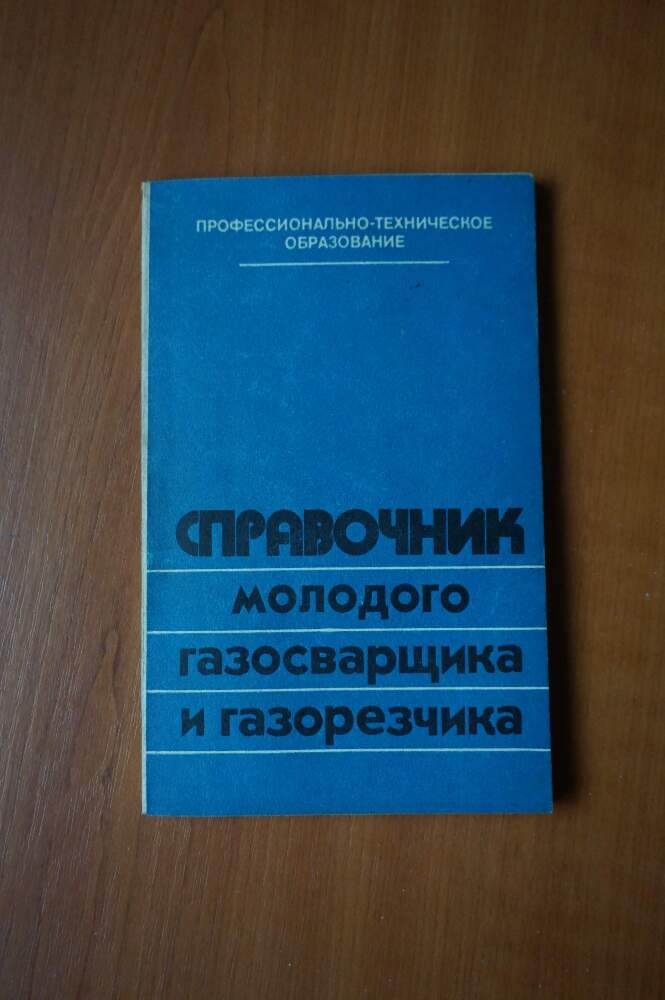 ПРОФЕССИОНАЛЬНО-ТЕХНИЧЕСКОЕ
ОБРАЗОВАНИЕ
СПРАВОЧНИК
молодого
газосварщика
и газорезчика